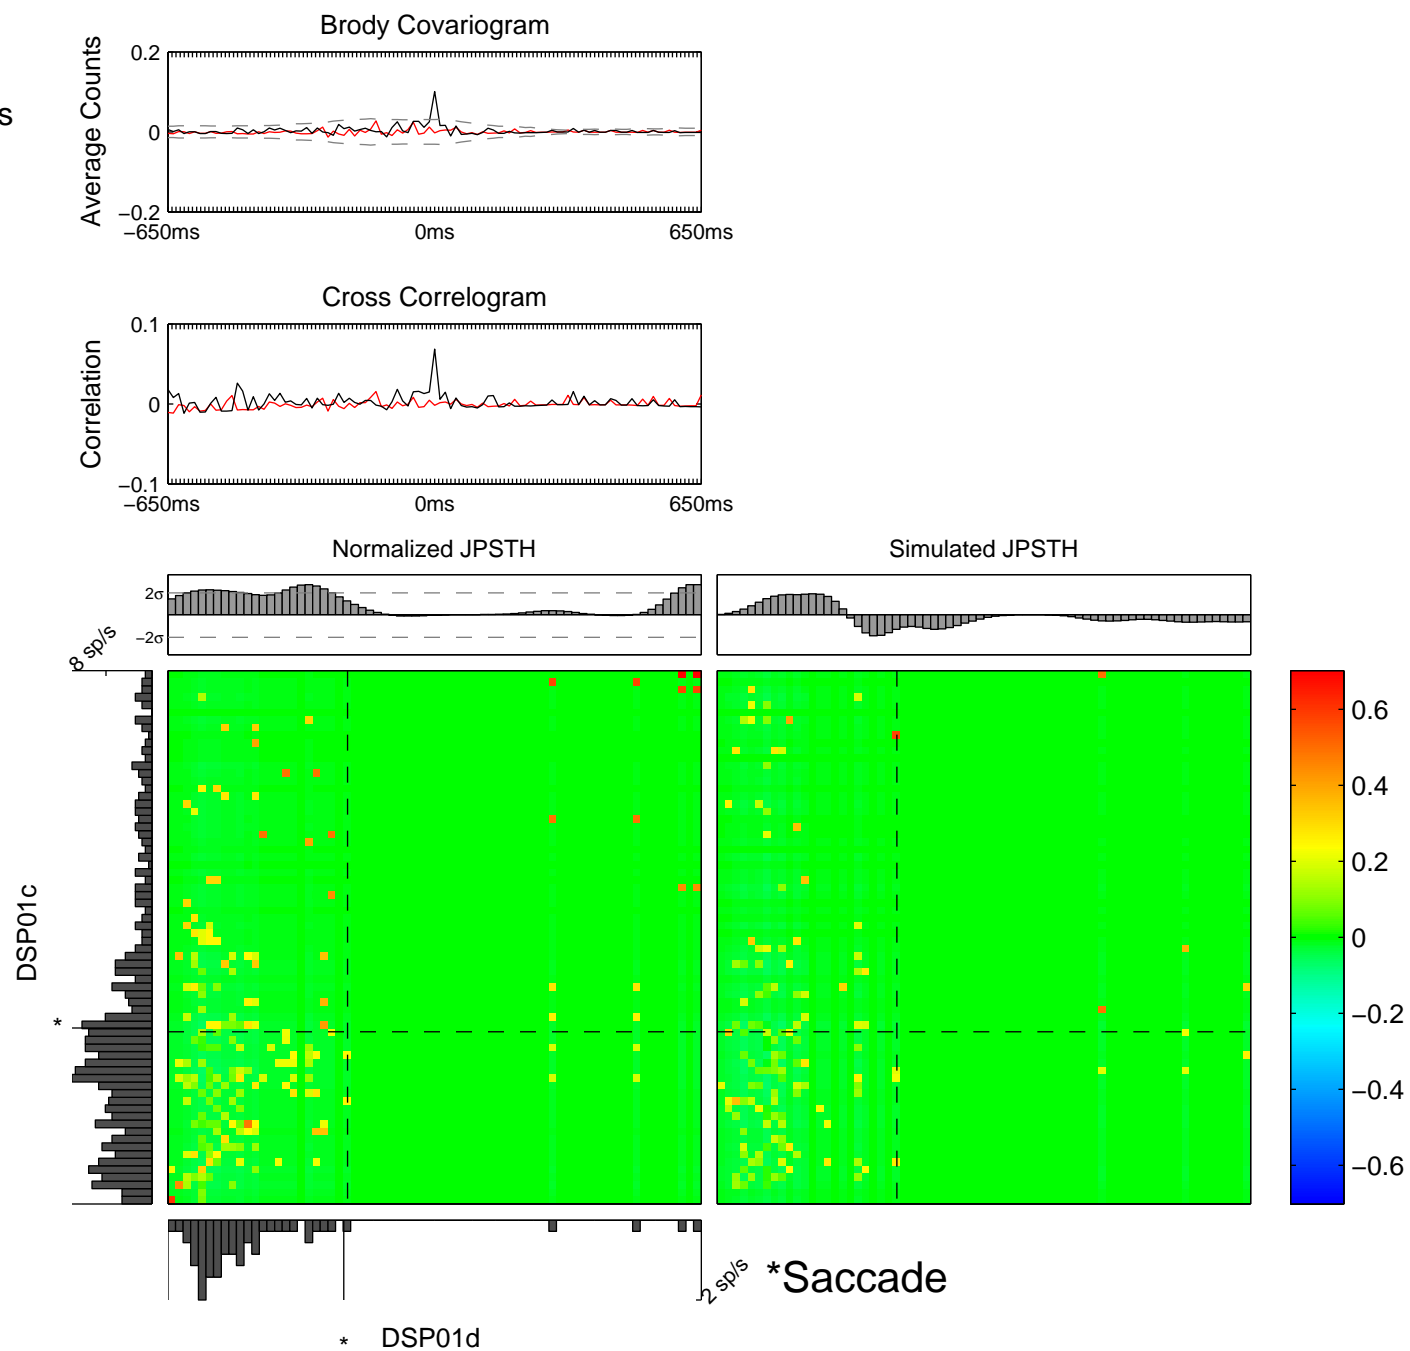 Brody Covariogram
s
Average Counts
0.2
0
−0.2
−650ms 0ms 650ms
Cross Correlogram
Correlation
0.1
0
−0.1
−650ms 0ms 650ms
Normalized JPSTH
Simulated JPSTH
2σ
−2σ
8 sp/s
DSP01c
*
0.6
0.4
0.2
0
−0.2
−0.4
−0.6
2 sp/s
*Saccade
* DSP01d